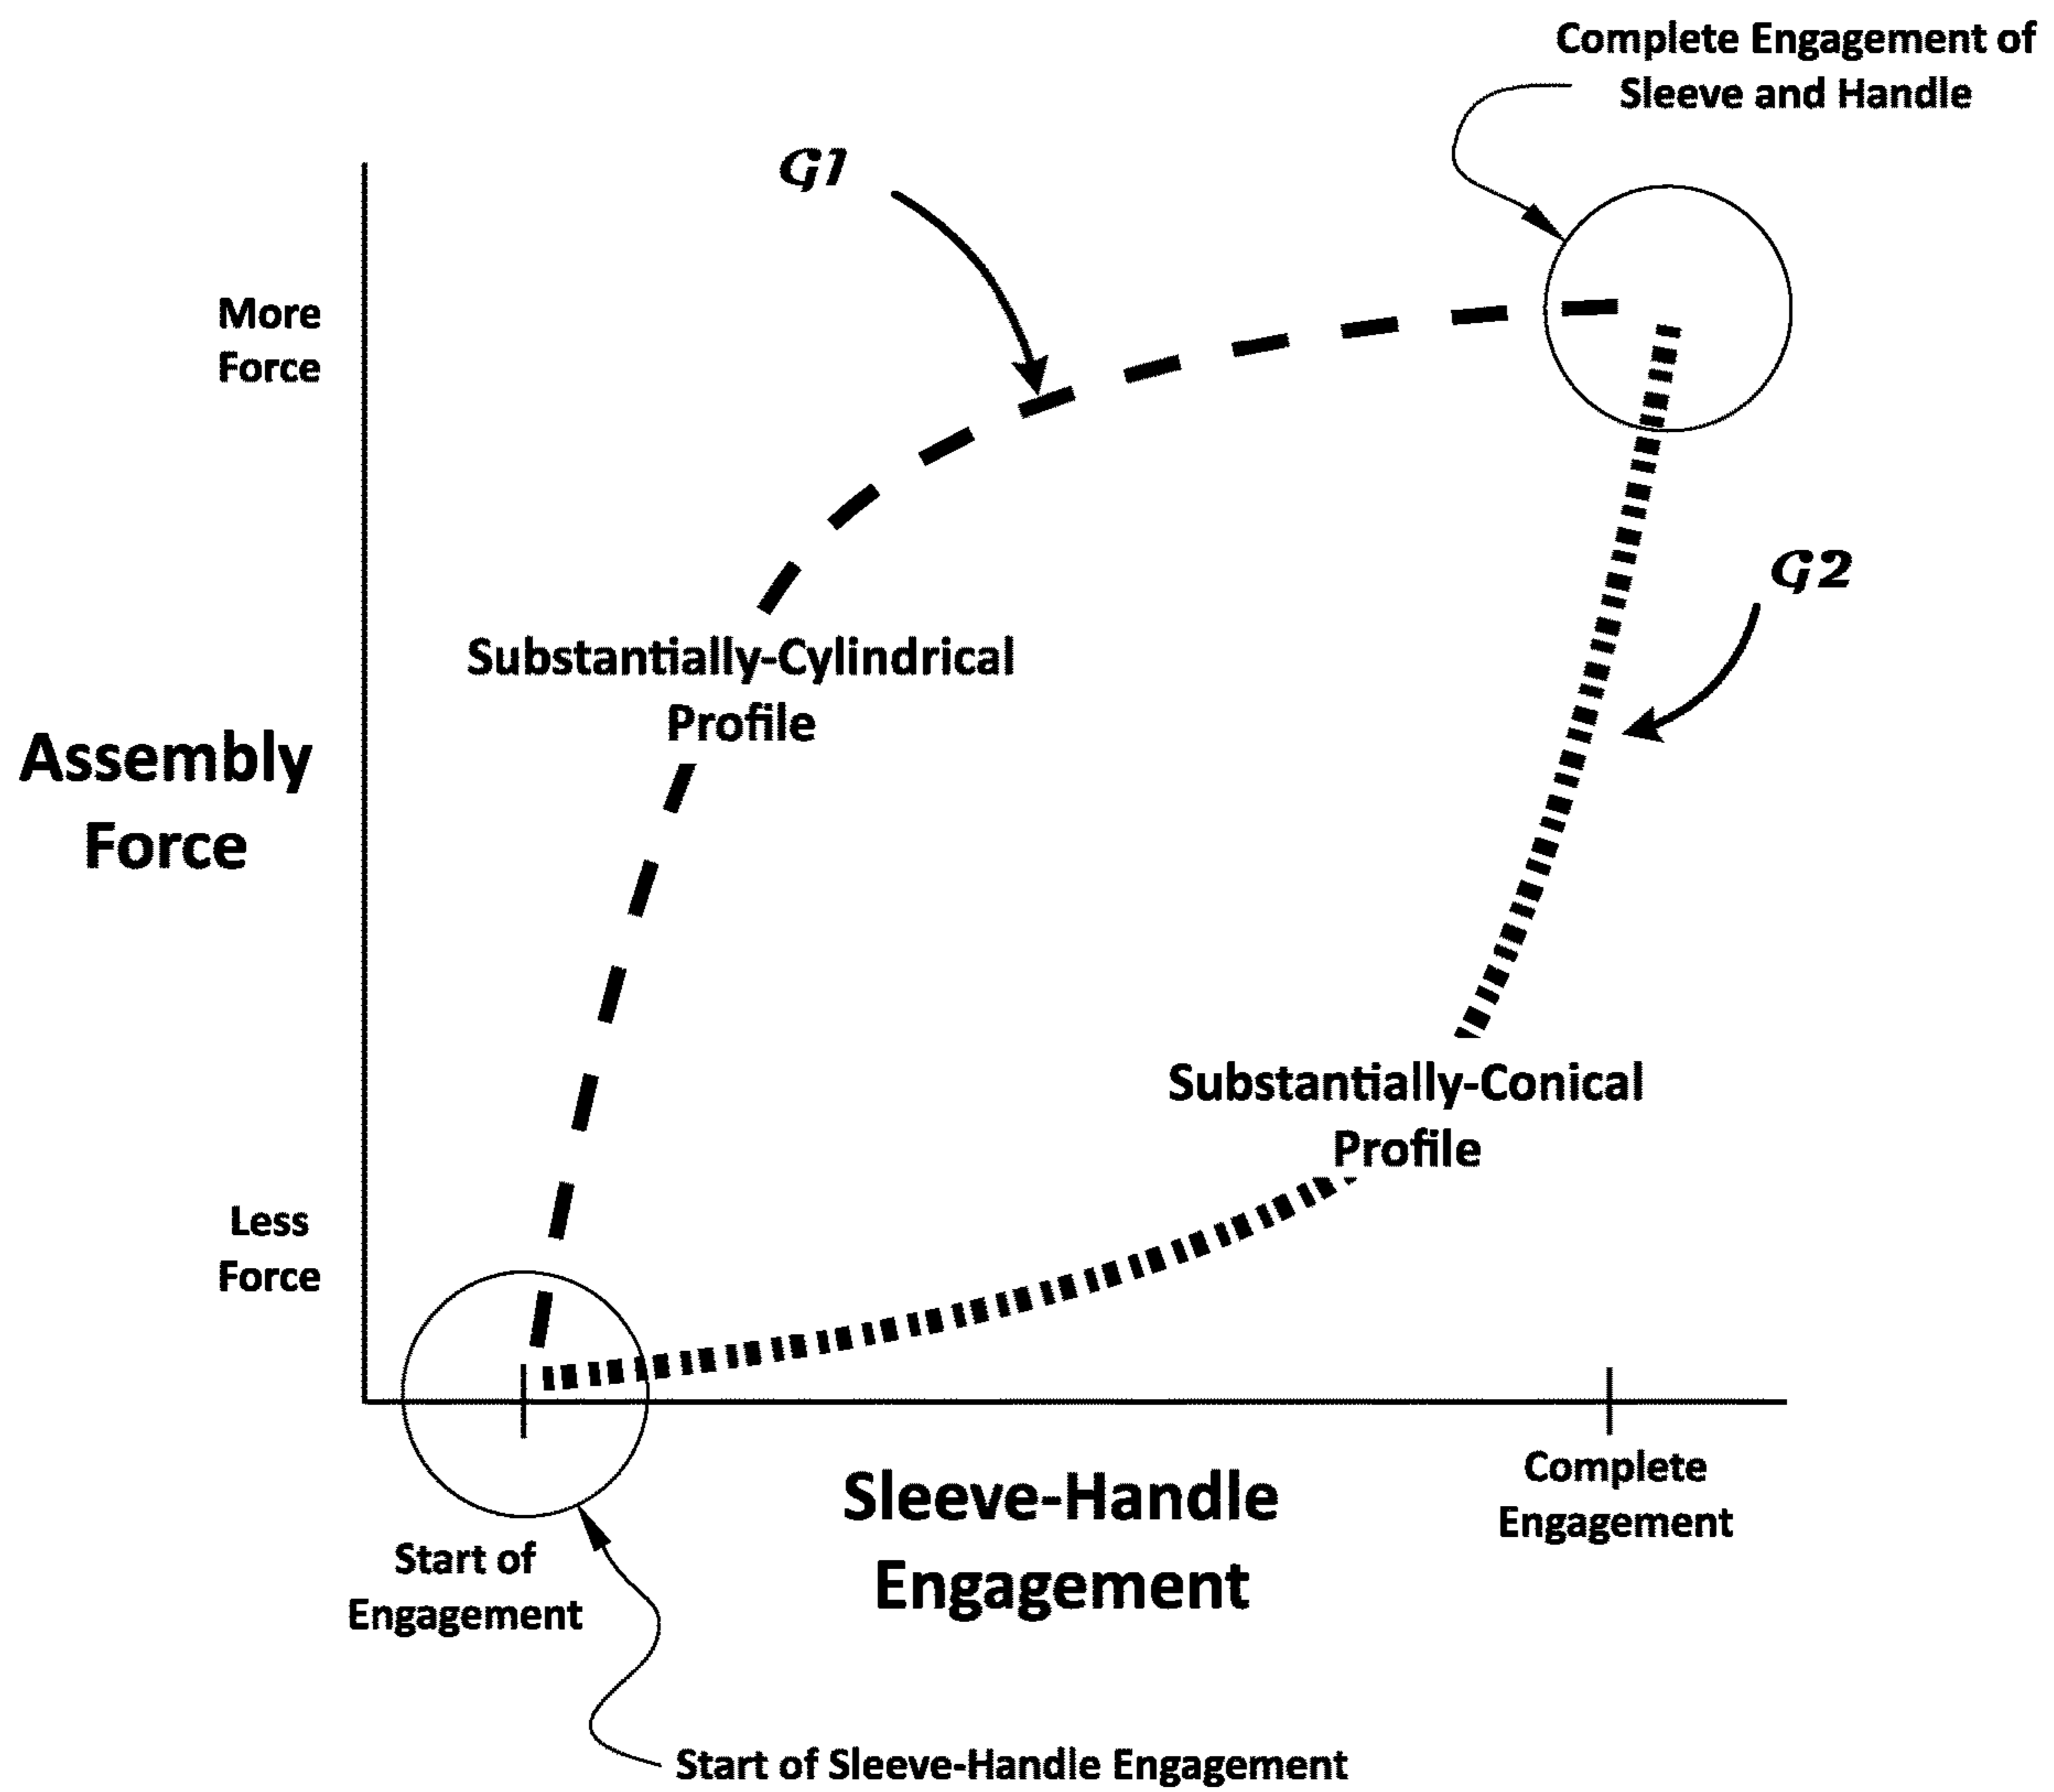 Complete Engagement of
Sleeve and Handle
G1
More
Force
G2
Substantially-Cylindrical
Profile
Assembly
Force
Substantially-Conical
Profile
Less
Force
Complete
Engagement
Sleeve-Handle
Engagement
Start of
Engagement
Start of Sleeve-Handle Engagement